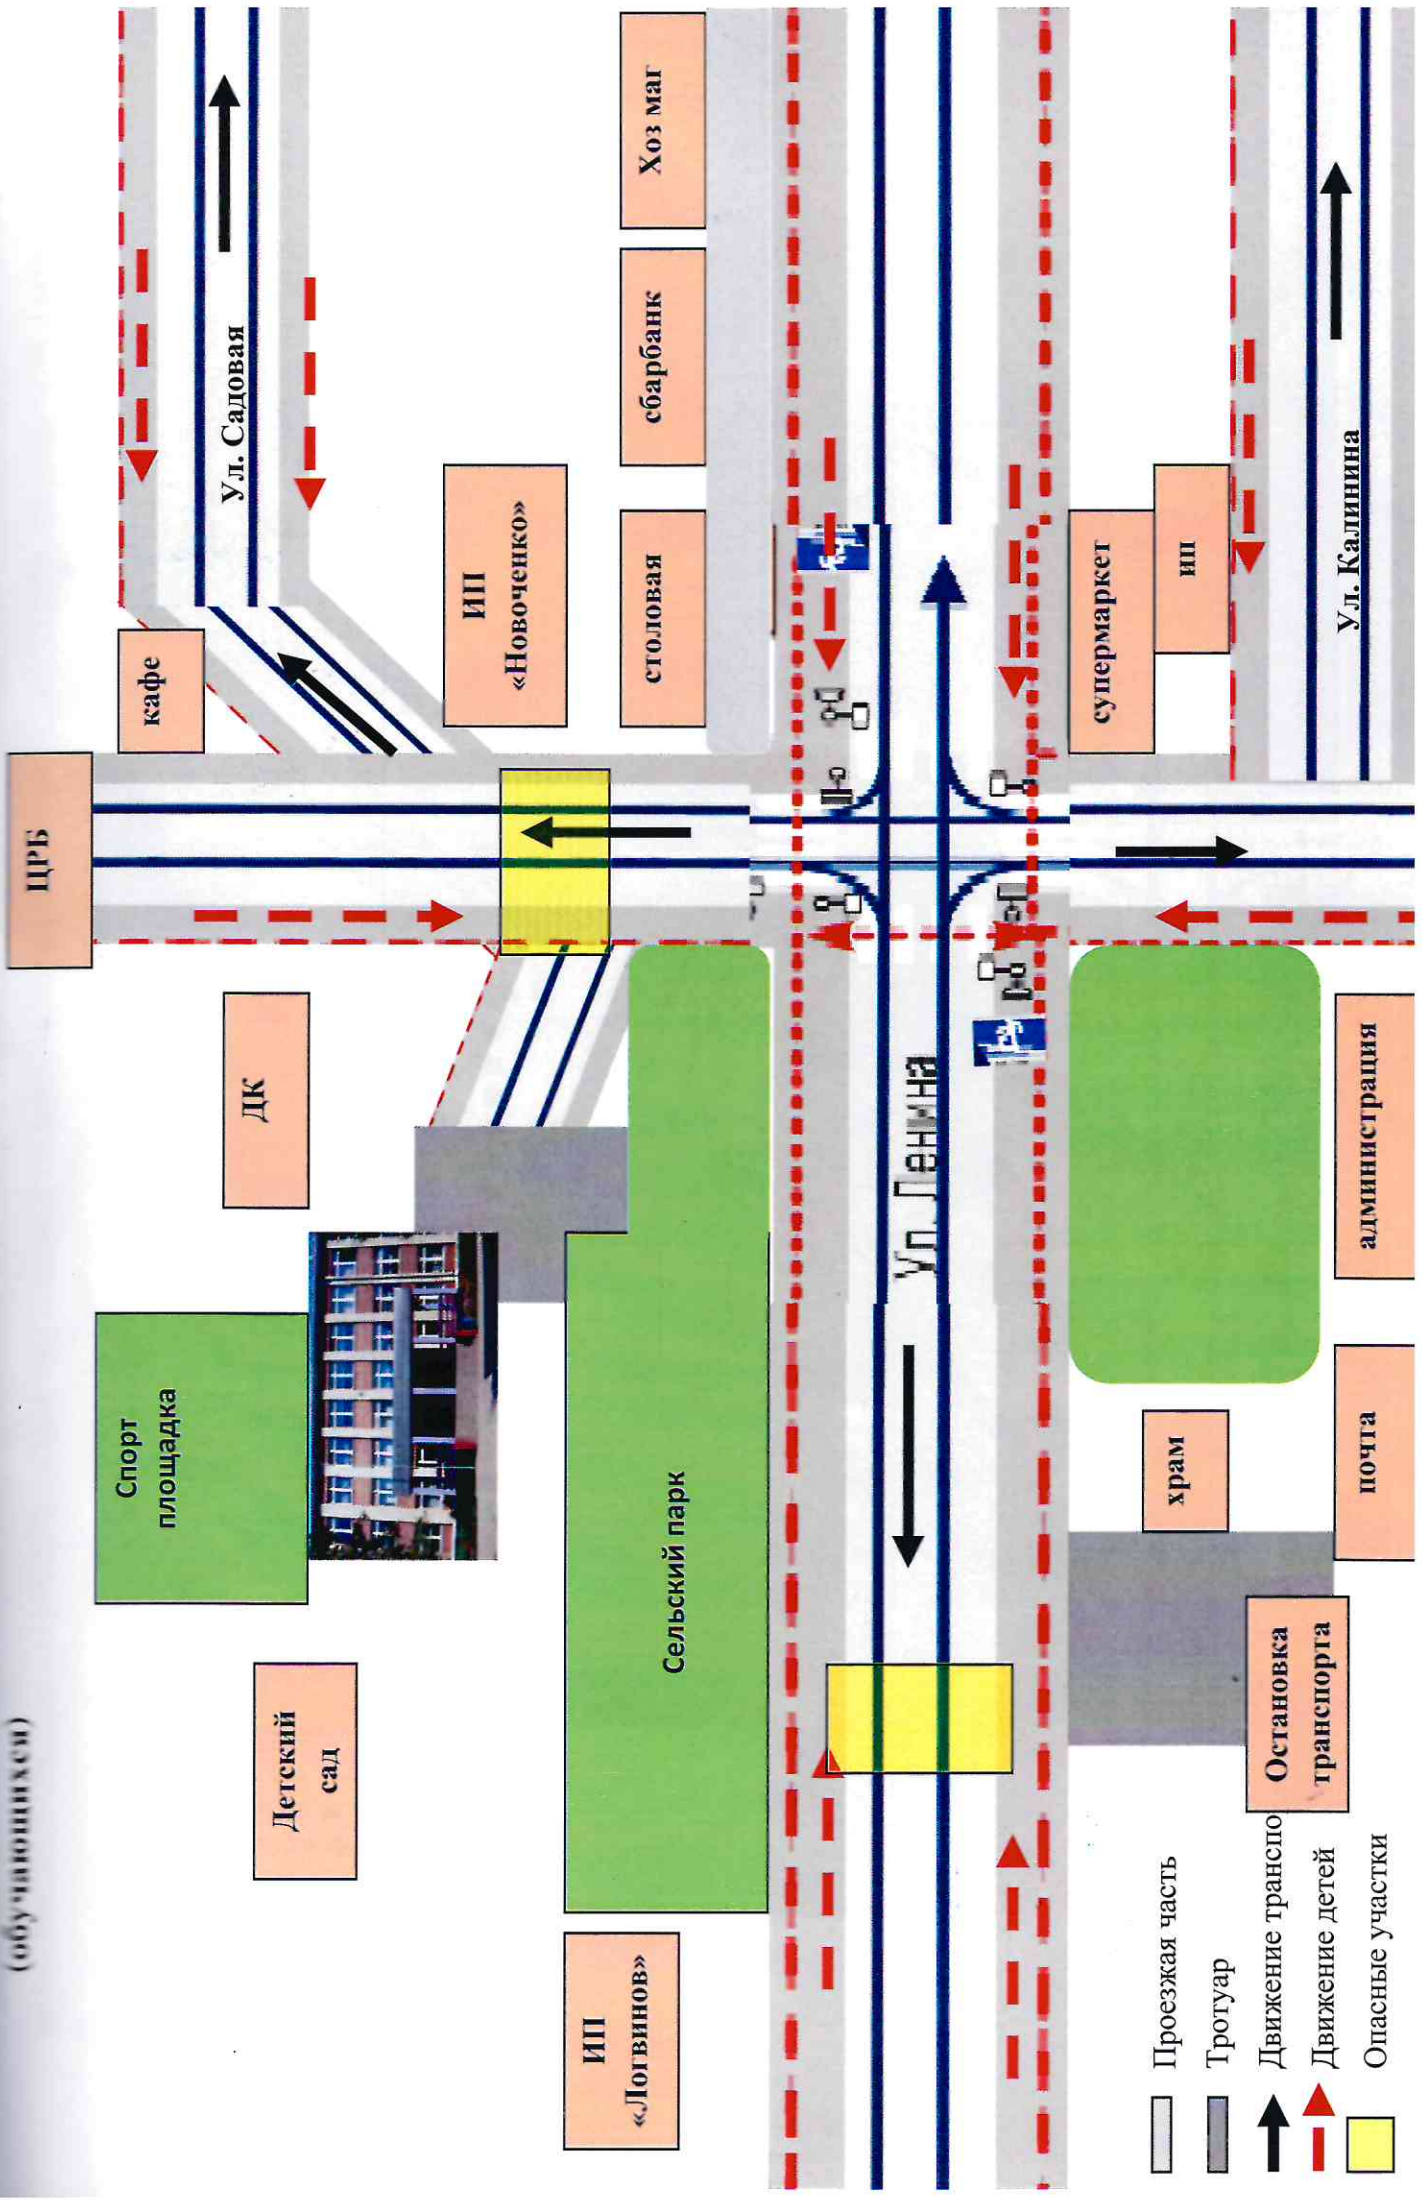 (обучающихся)
ЦРБ
кафе
Ул. Садовая
Спорт
площадка
ДК
Детский
сад
ИП
«Новоченко»
Хоз маг
сбарбанк
столовая
Сельский парк
ИП
«Логвинов»
Ул. Ленина
супермаркет
ип
Ул. Калинина
храм
администрация
почта
Остановка
транспорта
Проезжая часть
Тротуар
Движение транспо
Движение детей
Опасные участки